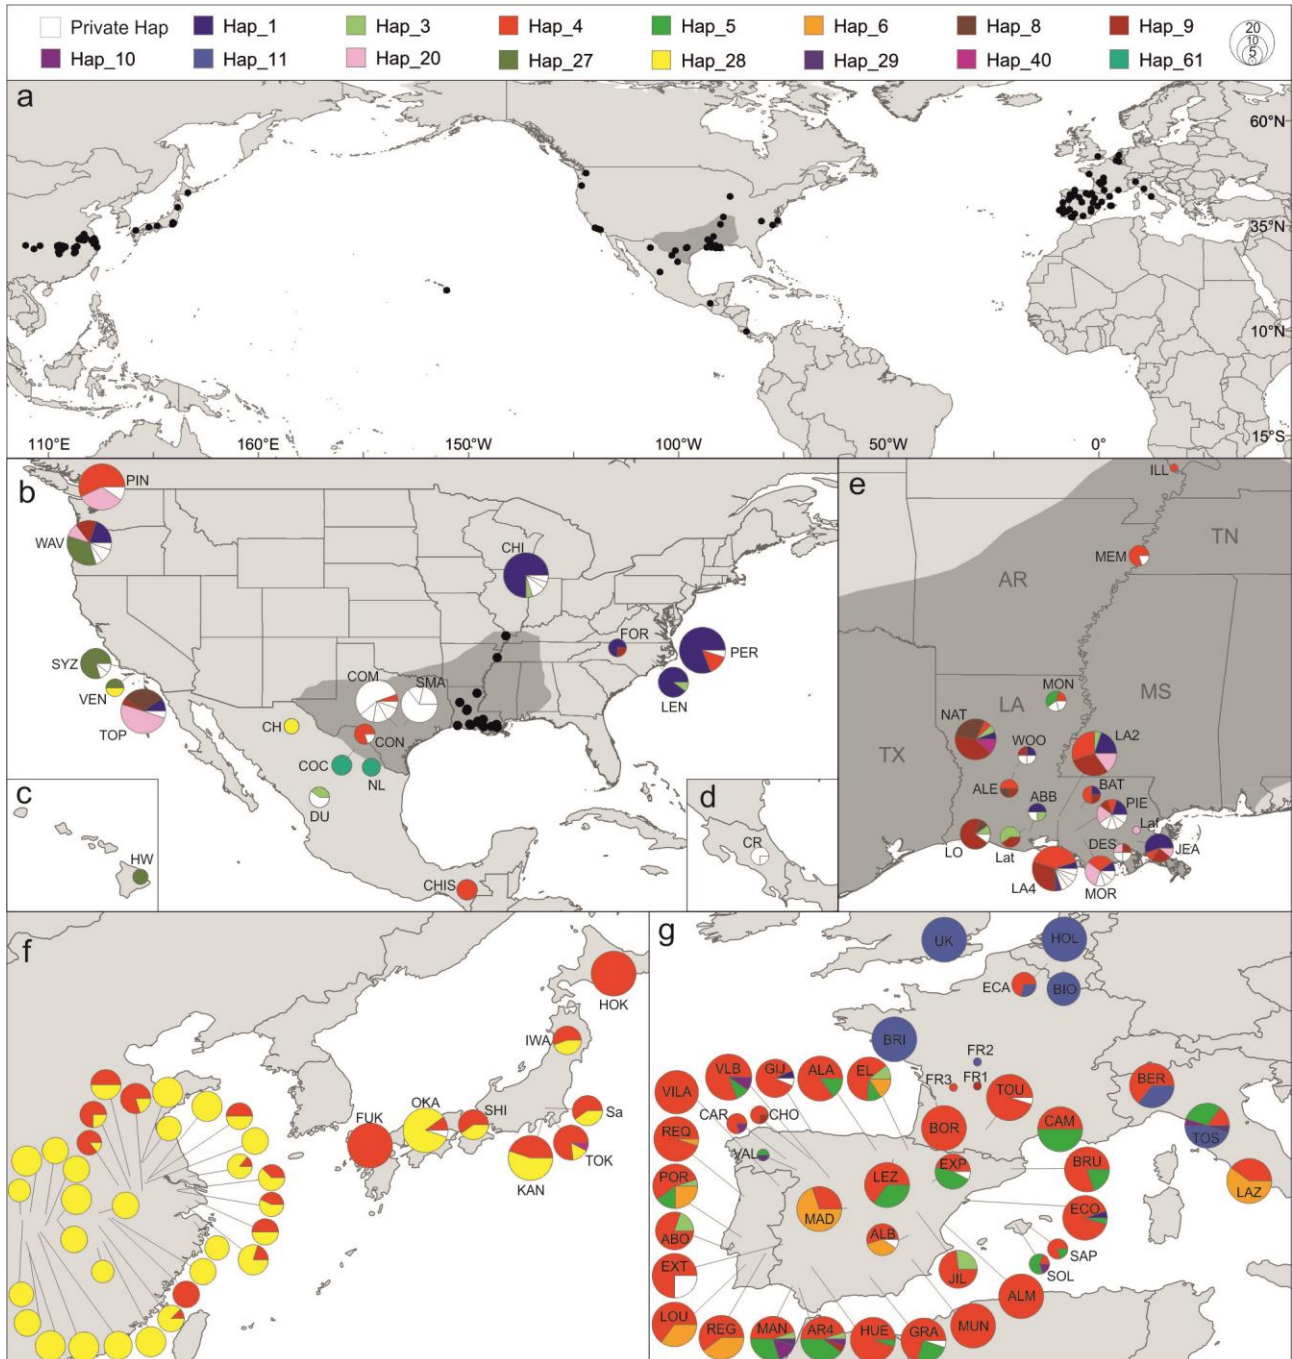 Private Hap Hap_1 Hap_3 Hap_4 Hap_5 Hap_6 Hap_8 Hap_9
Hap_10 Hap_11 Hap_20 Hap_27 Hap_28 Hap_29 Hap_40 Hap_61
20
10
5
a
60°N
35°N
10°N
15°S
110°E 160°E 150°W 100°W 50°W 0°
b
PIN
WAV
CHI
FOR
PER
LEN
SYZ
VEN
TOP
COM
SMA
CH
CON
COC
NL
DU
CHIS
c
HW
d
CR
e
ILL
TN
MEM
AR
MON
MS
LA
NAT
WOO
LA2
TX
ALE
ABB
BAT
PIE
Laf
LO
Lat
DES
JEA
LA4
MOR
f
HOK
IWA
OKA
FUK
SHI
Sa
TOK
KAN
g
UK
HOL
ECA
BIO
BRI
FR2
FR3
FR1
TOU
BER
VILA
VLB
GIJ
ALA
EL
CAR
CHO
BOR
CAM
TOS
REQ
VAL
LEZ
EXP
BRU
LAZ
POR
MAD
ECO
ABO
ALB
SAP
SOL
EXT
JIL
ALM
LOU
REG
MAN
AR4
HUE
GRA
MUN